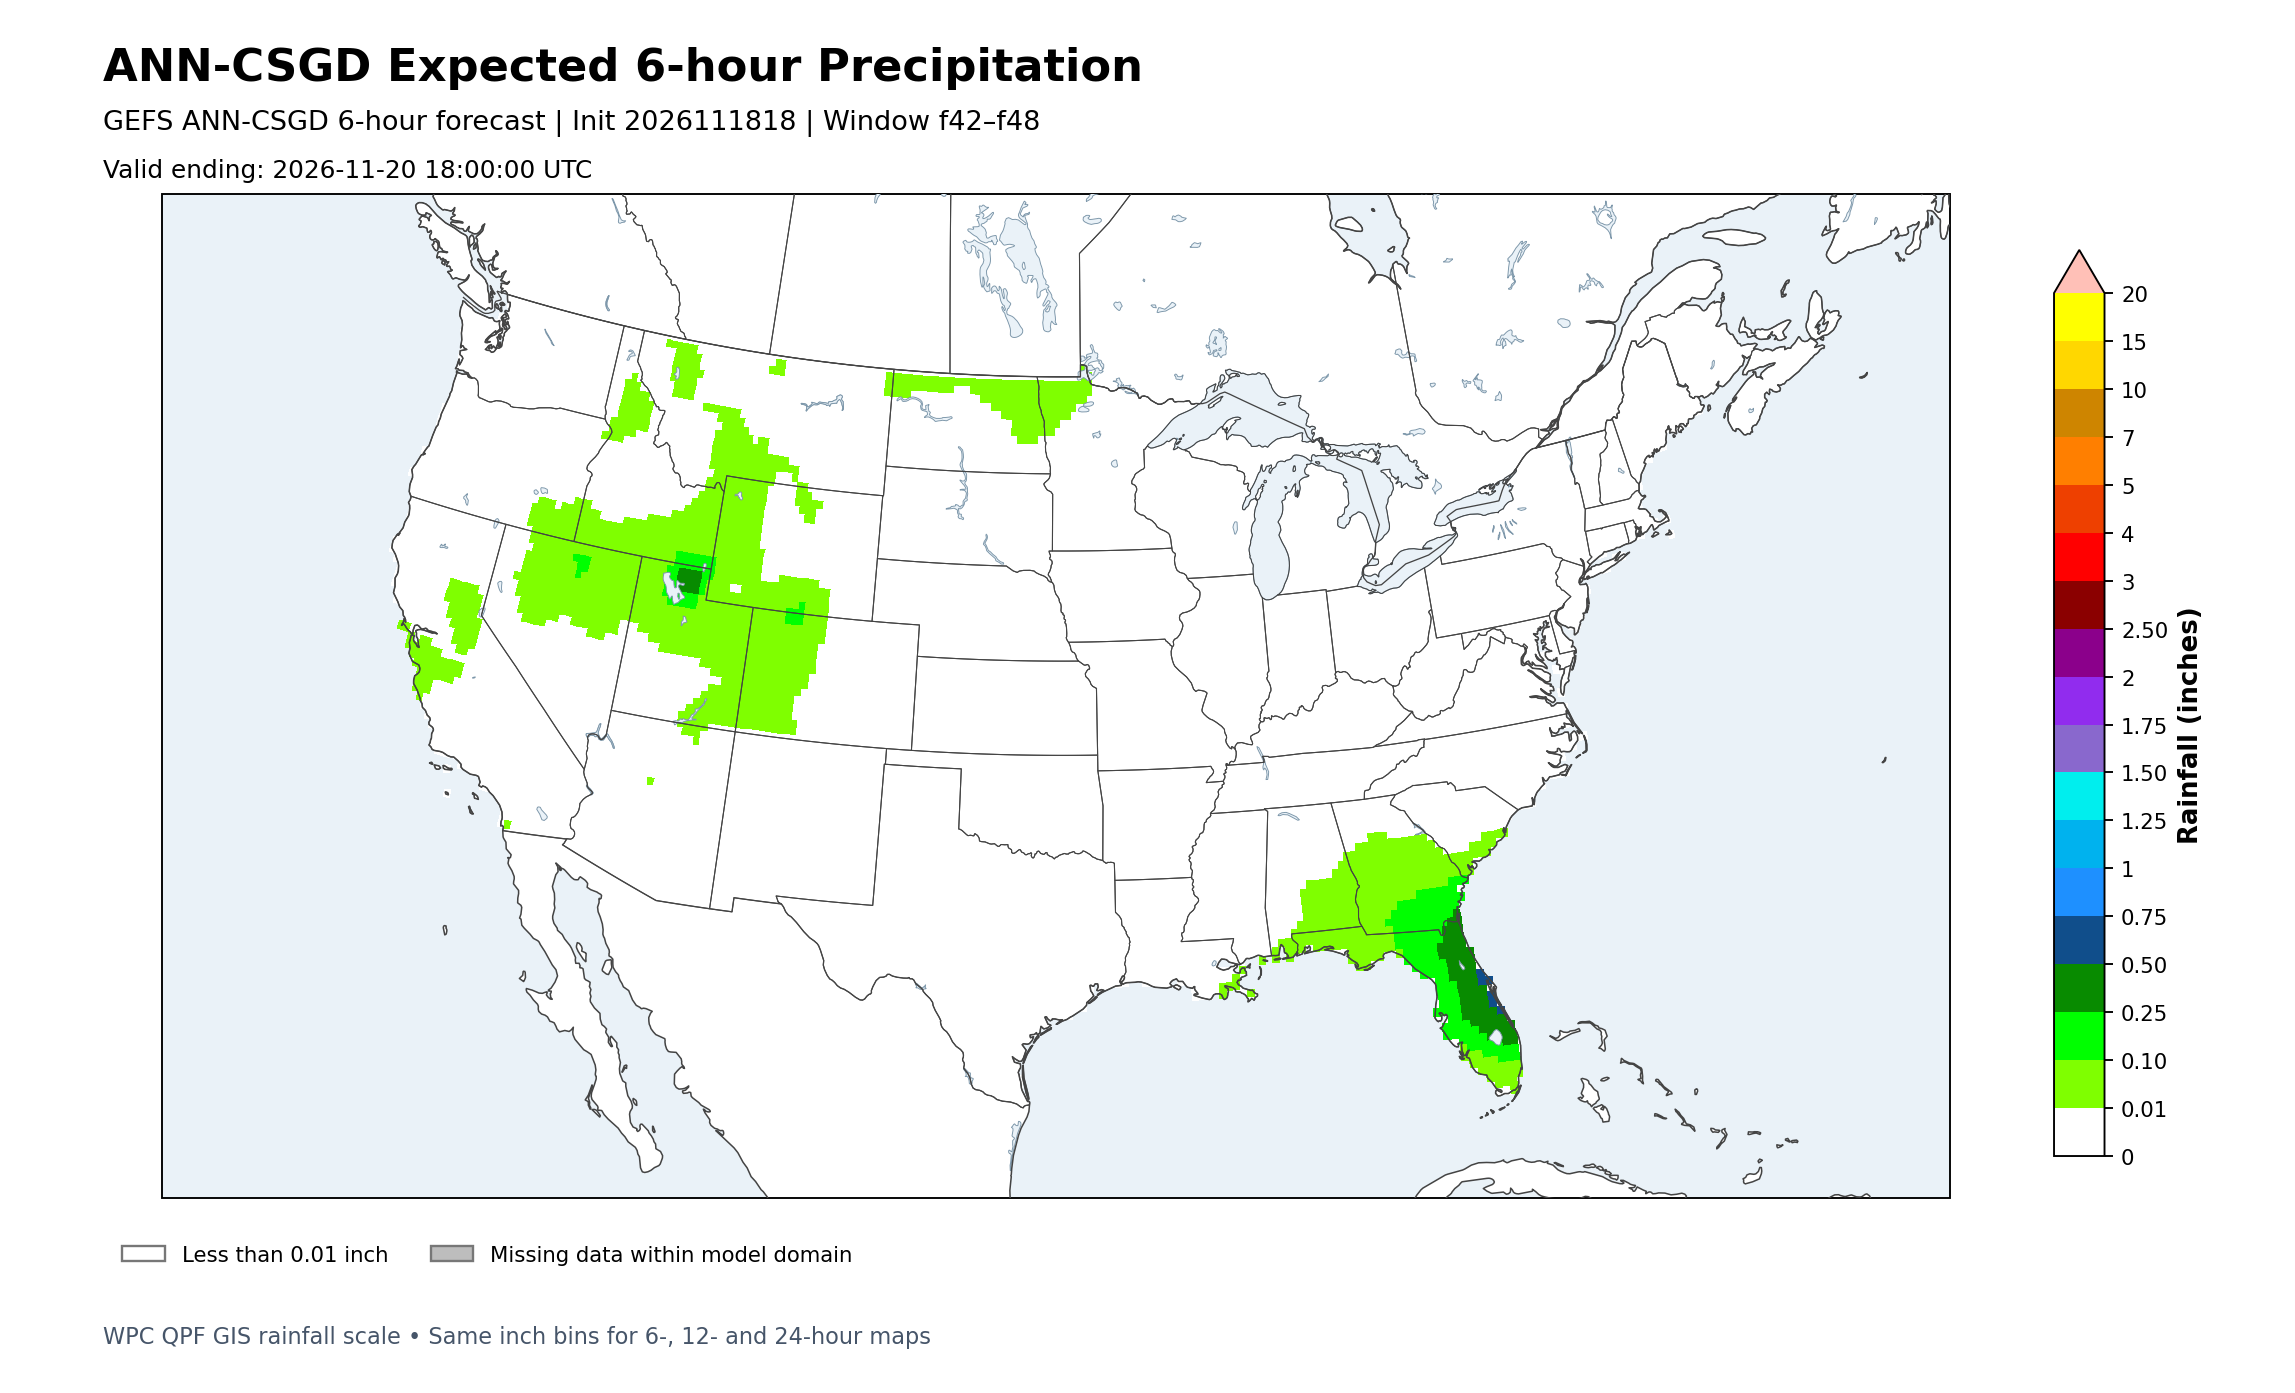 ANN-CSGD Expected 6-hour Precipitation
GEFS ANN-CSGD 6-hour forecast | Init 2026111818 | Window f42–f48
Valid ending: 2026-11-20 18:00:00 UTC
20
15
10
7
5
4
3
2.50
2
1.75
1.50
1.25
1
0.75
0.50
0.25
0.10
0.01
0
Rainfall (inches)
Less than 0.01 inch
Missing data within model domain
WPC QPF GIS rainfall scale • Same inch bins for 6-, 12- and 24-hour maps